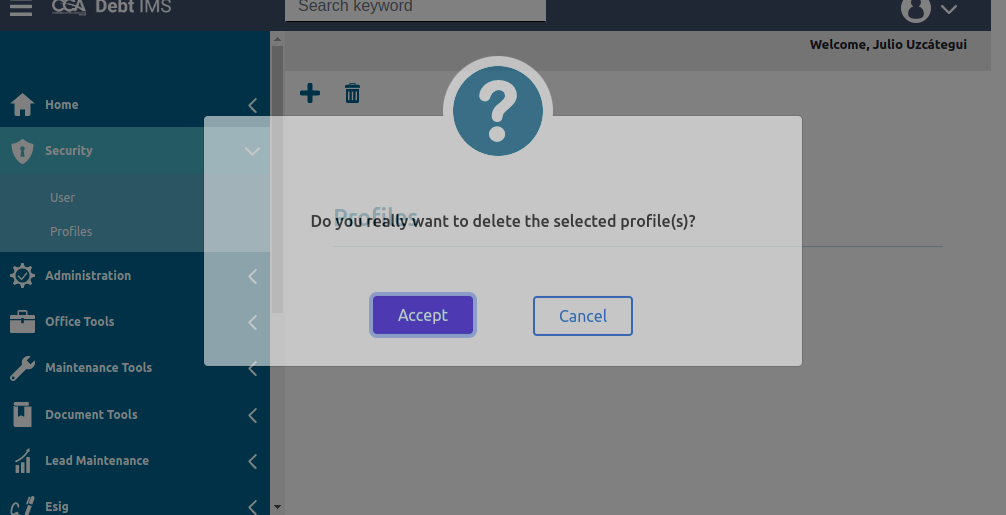 CCA Debt IMS
Search keyword
Welcome, Julio Uzcátegui
Home
Security
User
Profiles
Administration
Office Tools
Maintenance Tools
Document Tools
Lead Maintenance
Esig
Profiles
Do you really want to delete the selected profile(s)?
Accept
Cancel